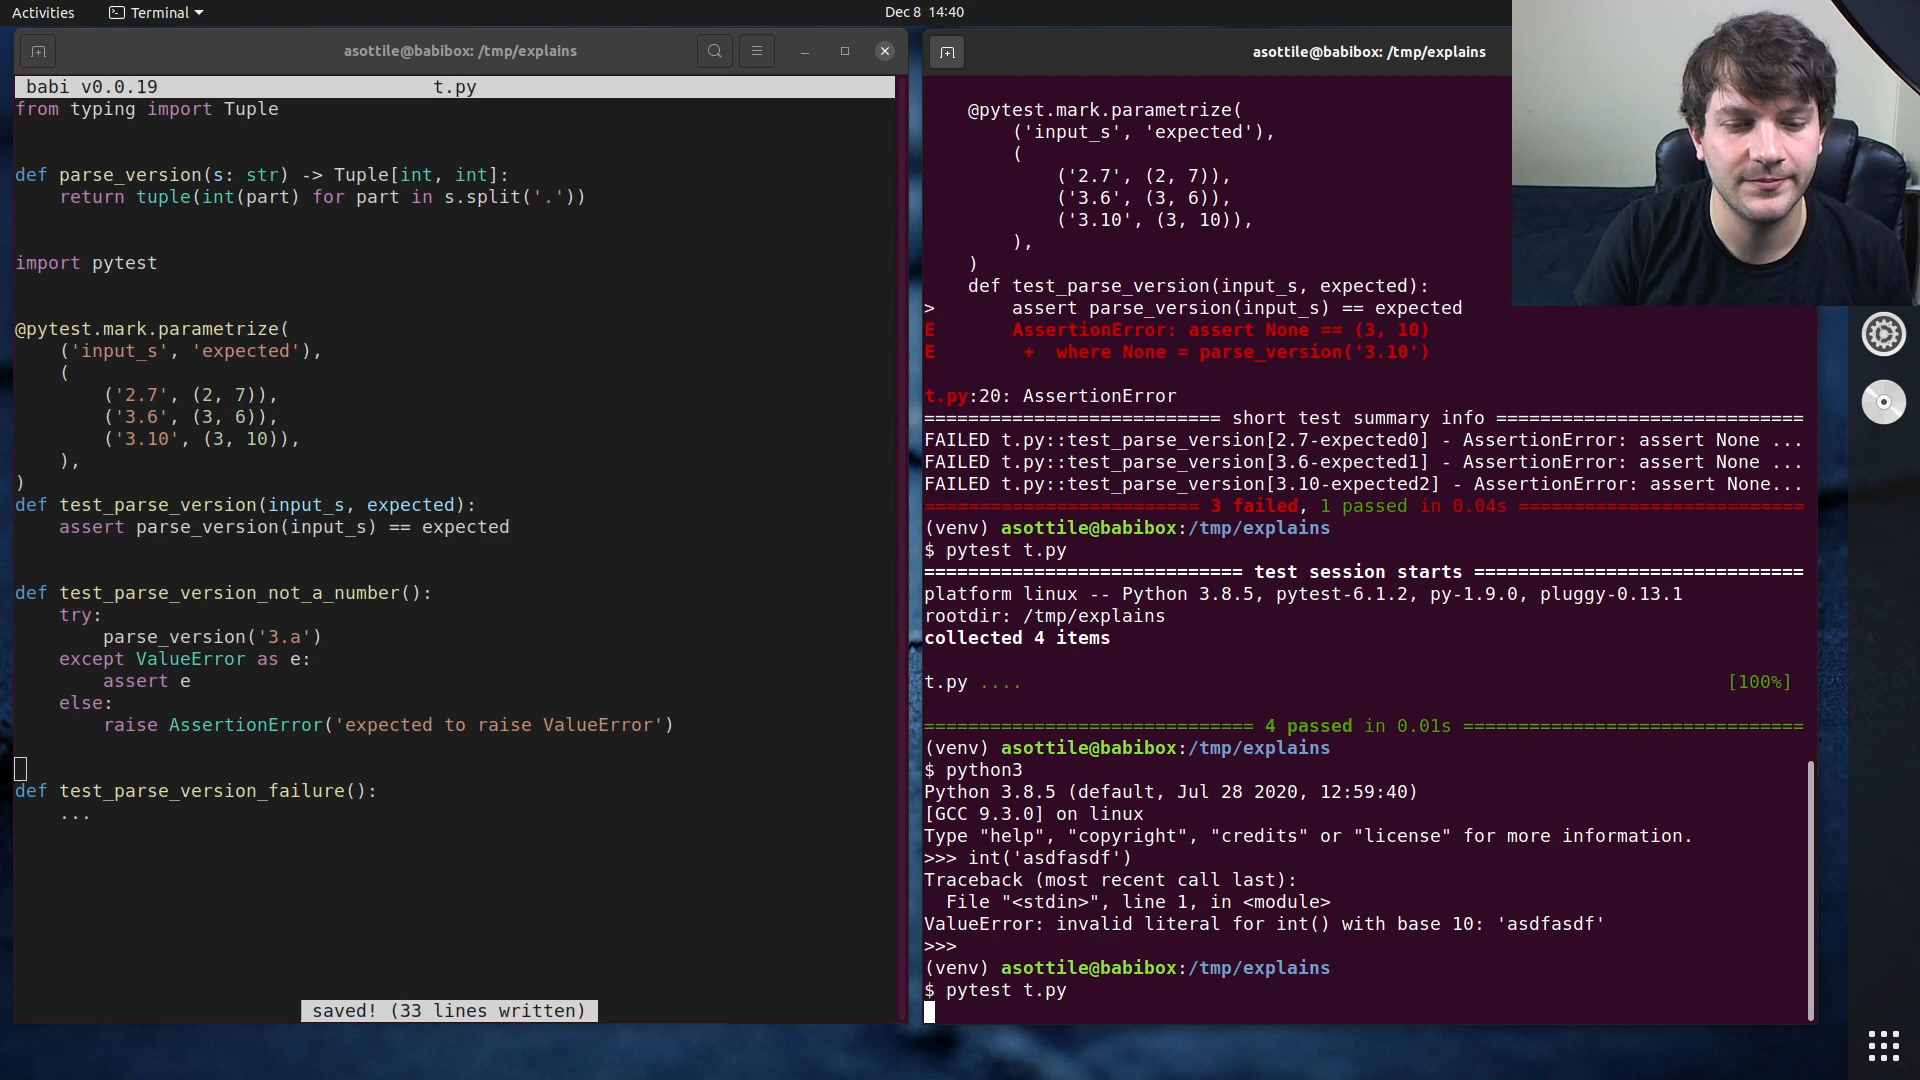 Activities
Terminal
Dec 8 14:40
asottile@babibox: /tmp/explains
babi v0.0.19 t.py
from typing import Tuple
def parse_version(s: str) -> Tuple[int, int]:
    return tuple(int(part) for part in s.split('.'))
import pytest
@pytest.mark.parametrize(
    ('input_s', 'expected'),
    (
        ('2.7', (2, 7)),
        ('3.6', (3, 6)),
        ('3.10', (3, 10)),
    ),
)
def test_parse_version(input_s, expected):
    assert parse_version(input_s) == expected
def test_parse_version_not_a_number():
    try:
        parse_version('3.a')
    except ValueError as e:
        assert e
    else:
        raise AssertionError('expected to raise ValueError')
def test_parse_version_failure():
    ...
saved! (33 lines written)
asottile@babibox: /tmp/explains
    @pytest.mark.parametrize(
        ('input_s', 'expected'),
        (
            ('2.7', (2, 7)),
            ('3.6', (3, 6)),
            ('3.10', (3, 10)),
        ),
    )
    def test_parse_version(input_s, expected):
>       assert parse_version(input_s) == expected
E       AssertionError: assert None == (3, 10)
E        +  where None = parse_version('3.10')
t.py:20: AssertionError
=========================== short test summary info ============================
FAILED t.py::test_parse_version[2.7-expected0] - AssertionError: assert None ...
FAILED t.py::test_parse_version[3.6-expected1] - AssertionError: assert None ...
FAILED t.py::test_parse_version[3.10-expected2] - AssertionError: assert None...
========================= 3 failed, 1 passed in 0.04s ==========================
(venv) asottile@babibox:/tmp/explains
$ pytest t.py
============================= test session starts ==============================
platform linux -- Python 3.8.5, pytest-6.1.2, py-1.9.0, pluggy-0.13.1
rootdir: /tmp/explains
collected 4 items
t.py .... [100%]
============================== 4 passed in 0.01s ===============================
(venv) asottile@babibox:/tmp/explains
$ python3
Python 3.8.5 (default, Jul 28 2020, 12:59:40)
[GCC 9.3.0] on linux
Type "help", "copyright", "credits" or "license" for more information.
>>> int('asdfasdf')
Traceback (most recent call last):
  File "<stdin>", line 1, in <module>
ValueError: invalid literal for int() with base 10: 'asdfasdf'
>>>
(venv) asottile@babibox:/tmp/explains
$ pytest t.py